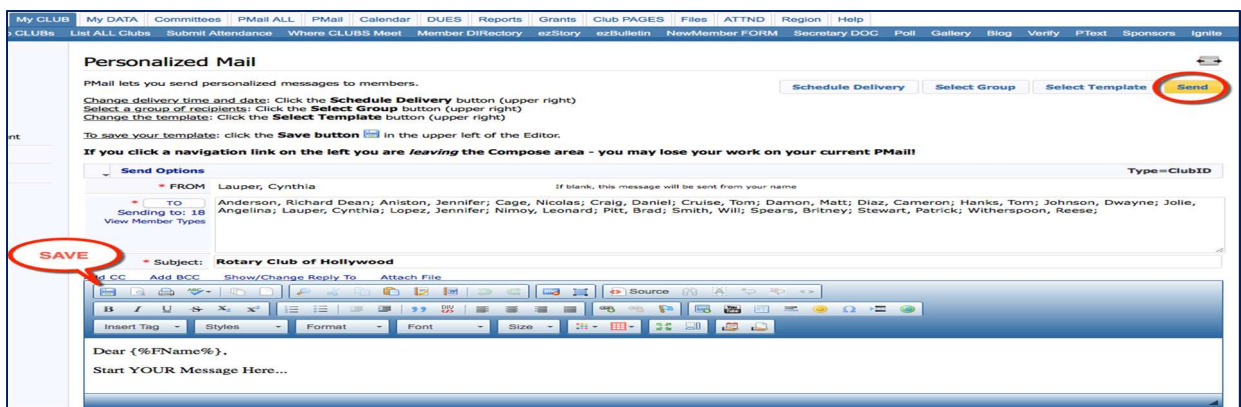 My CLUB My DATA Committees PMail ALL PMail Calendar DUES Reports Grants Club PAGES Files ATTND Region Help
CLUBs List ALL Clubs Submit Attendance Where CLUBS Meet Member DIRectory ezStory ezBulletin NewMember FORM Secretary DOC Poll Gallery Blog Verify PText Sponsors Ignite
Personalized Mail
PMail lets you send personalized messages to members.
Schedule Delivery Select Group Select Template Send
Change delivery time and date: Click the Schedule Delivery button (upper right)
Select a group of recipients: Click the Select Group button (upper right)
Change the template: Click the Select Template button (upper right)
To save your template: click the Save button in the upper left of the Editor.
If you click a navigation link on the left you are leaving the Compose area - you may lose your work on your current PMail!
Send Options Type=ClubID
* FROM Lauper, Cynthia If blank, this message will be sent from your name
* TO Anderson, Richard Dean; Aniston, Jennifer; Cage, Nicolas; Craig, Daniel; Cruise, Tom; Damon, Matt; Diaz, Cameron; Hanks, Tom; Johnson, Dwayne; Jolie,
Sending to: 18 Angelina; Lauper, Cynthia; Lopez, Jennifer; Nimoy, Leonard; Pitt, Brad; Smith, Will; Spears, Britney; Stewart, Patrick; Witherspoon, Reese;
View Member Types
SAVE
* Subject: Rotary Club of Hollywood
CC Add BCC Show/Change Reply To Attach File
Source
B I U S X₂ X²
Insert Tag Styles Format Font Size
Dear {%FName%},
Start YOUR Message Here...